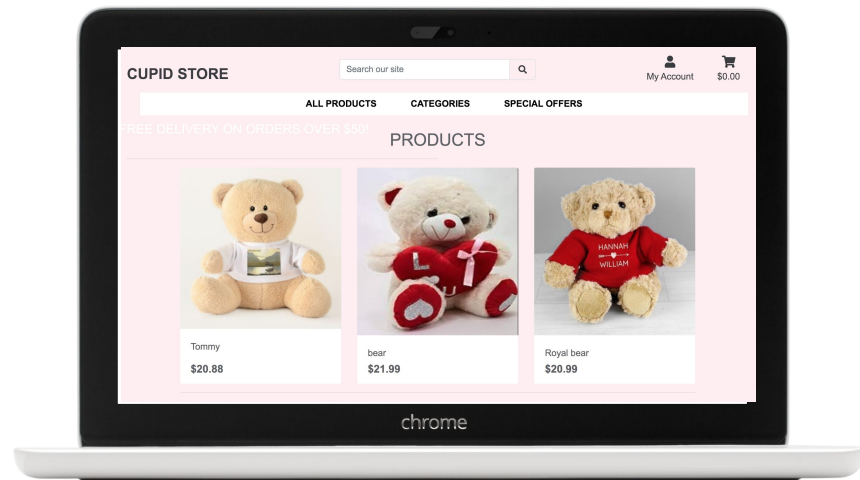 CUPID STORE
Search our site
My Account
$0.00
ALL PRODUCTS CATEGORIES SPECIAL OFFERS
FREE DELIVERY ON ORDERS OVER $50!
PRODUCTS
L
U
HANNAH
WILLIAM
Tommy
bear
Royal bear
$20.88
$21.99
$20.99
chrome